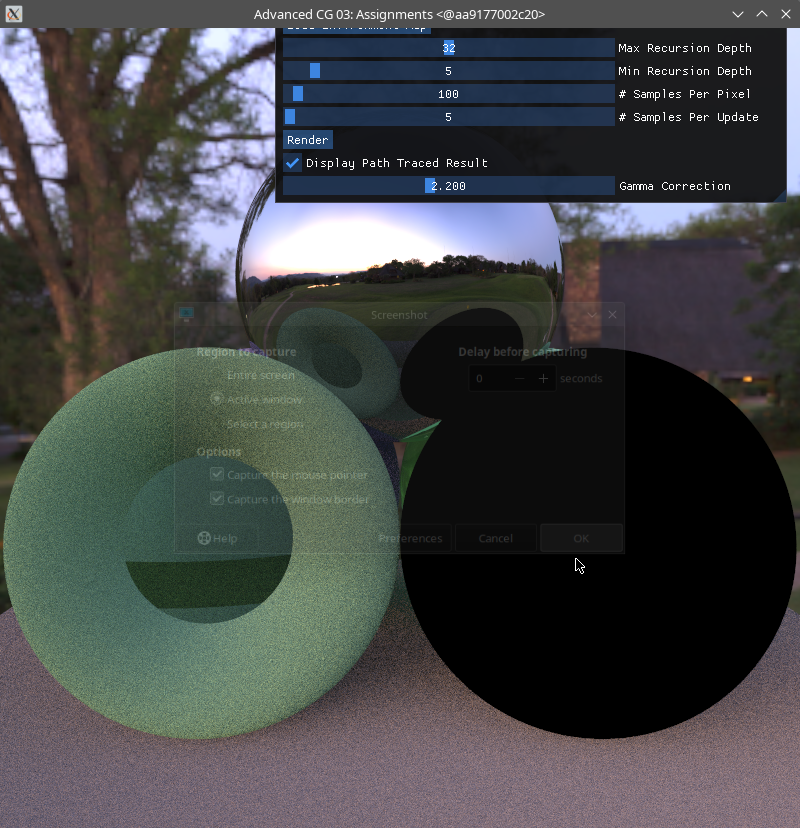 Advanced CG 03: Assignments <@aa9177002c20>
Load Environment Map
32 Max Recursion Depth
5 Min Recursion Depth
100 # Samples Per Pixel
5 # Samples Per Update
Render
Display Path Traced Result
2.200 Gamma Correction
Screenshot
Region to capture
Delay before capturing
Entire screen
0 seconds
Active window
Select a region
Options
Capture the mouse pointer
Capture the window border
Help Preferences Cancel OK